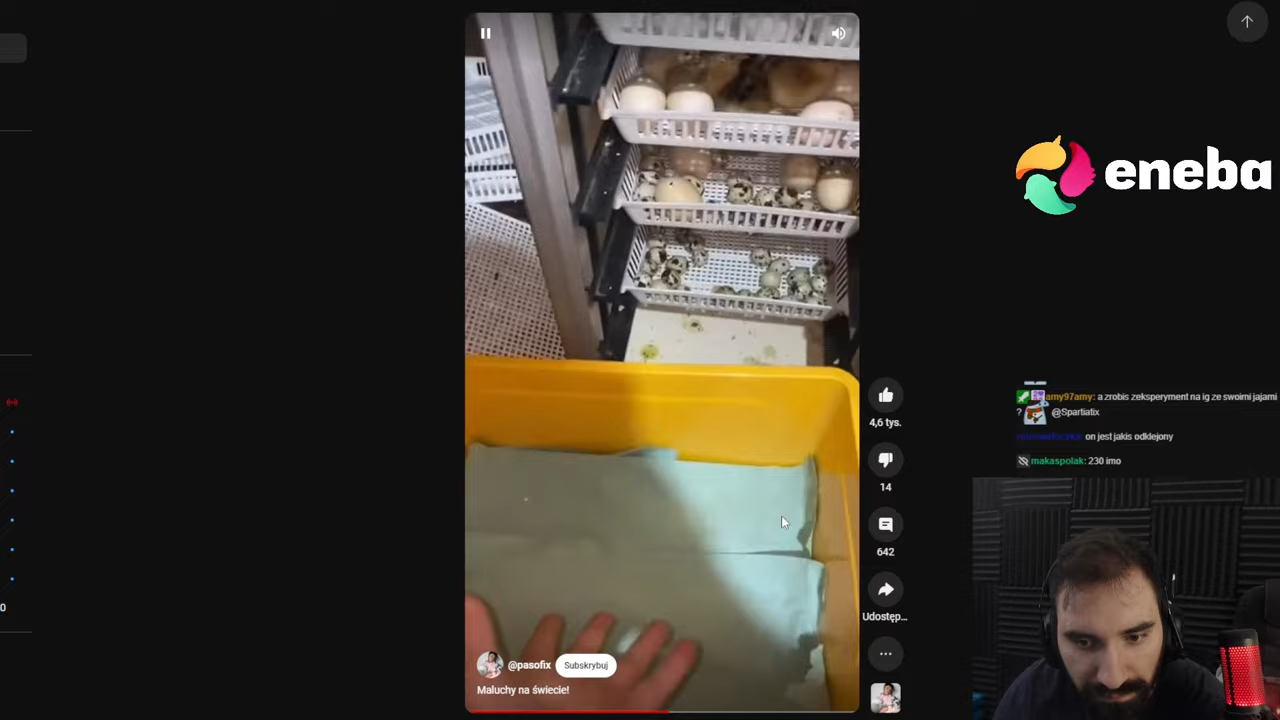 eneba
4,6 tys.
14
642
Udostęp...
@pasofix
Subskrybuj
Maluchy na świecie!
amy97amy: a zrobis zeksperyment na ig ze swoimi jajami
? @Spartiatix
on jest jakis odklejony
makaspolak: 230 imo
0